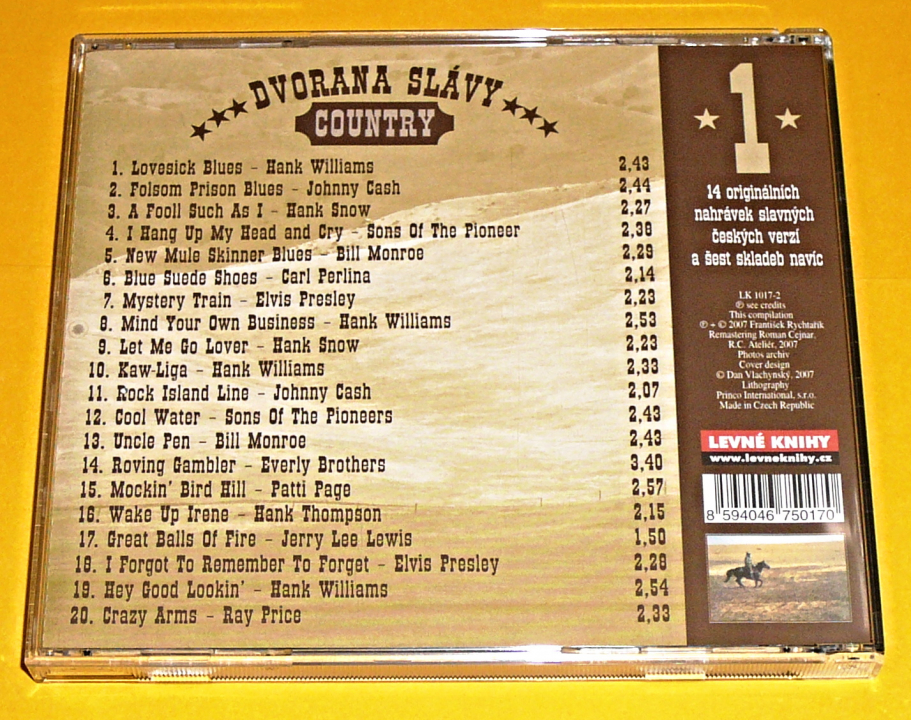 DVORANA SLÁVY
COUNTRY
1. Lovesick Blues - Hank Williams 2,43
2. Folsom Prison Blues - Johnny Cash 2,44
3. A Fooll Such As I - Hank Snow 2,27
4. I Hang Up My Head and Cry - Sons Of The Pioneer 2,38
5. New Mule Skinner Blues - Bill Monroe 2,29
6. Blue Suede Shoes - Carl Perlina 2,14
7. Mystery Train - Elvis Presley 2,23
8. Mind Your Own Business - Hank Williams 2,53
9. Let Me Go Lover - Hank Snow 2,23
10. Kaw-Liga - Hank Williams 2,33
11. Rock Island Line - Johnny Cash 2,07
12. Cool Water - Sons Of The Pioneers 2,43
13. Uncle Pen - Bill Monroe 2,43
14. Roving Gambler - Everly Brothers 3,40
15. Mockin' Bird Hill - Patti Page 2,57
16. Wake Up Irene - Hank Thompson 2,15
17. Great Balls Of Fire - Jerry Lee Lewis 1,50
18. I Forgot To Remember To Forget - Elvis Presley 2,28
19. Hey Good Lookin' - Hank Williams 2,54
20. Crazy Arms - Ray Price 2,33
1
14 originálních
nahrávek slavných
českých verzí
a šest skladeb navíc
LK 1017-2
℗ see credits
This compilation
℗ + © 2007 František Rychtařík
Remastering Roman Cejnar,
R.C. Ateliér, 2007
Photos archiv
Cover design
© Dan Vlachynský, 2007
Lithography
Princo International, s.r.o.
Made in Czech Republic
LEVNÉ KNIHY
www.levneknihy.cz
8 594046 750170